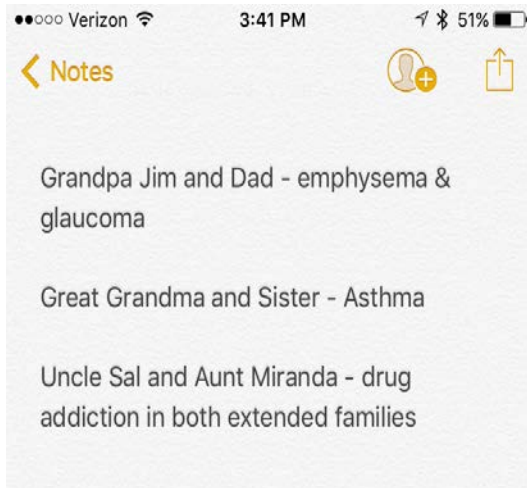 Verizon 3:41 PM 51%
Notes
Grandpa Jim and Dad - emphysema &
glaucoma
Great Grandma and Sister - Asthma
Uncle Sal and Aunt Miranda - drug
addiction in both extended families